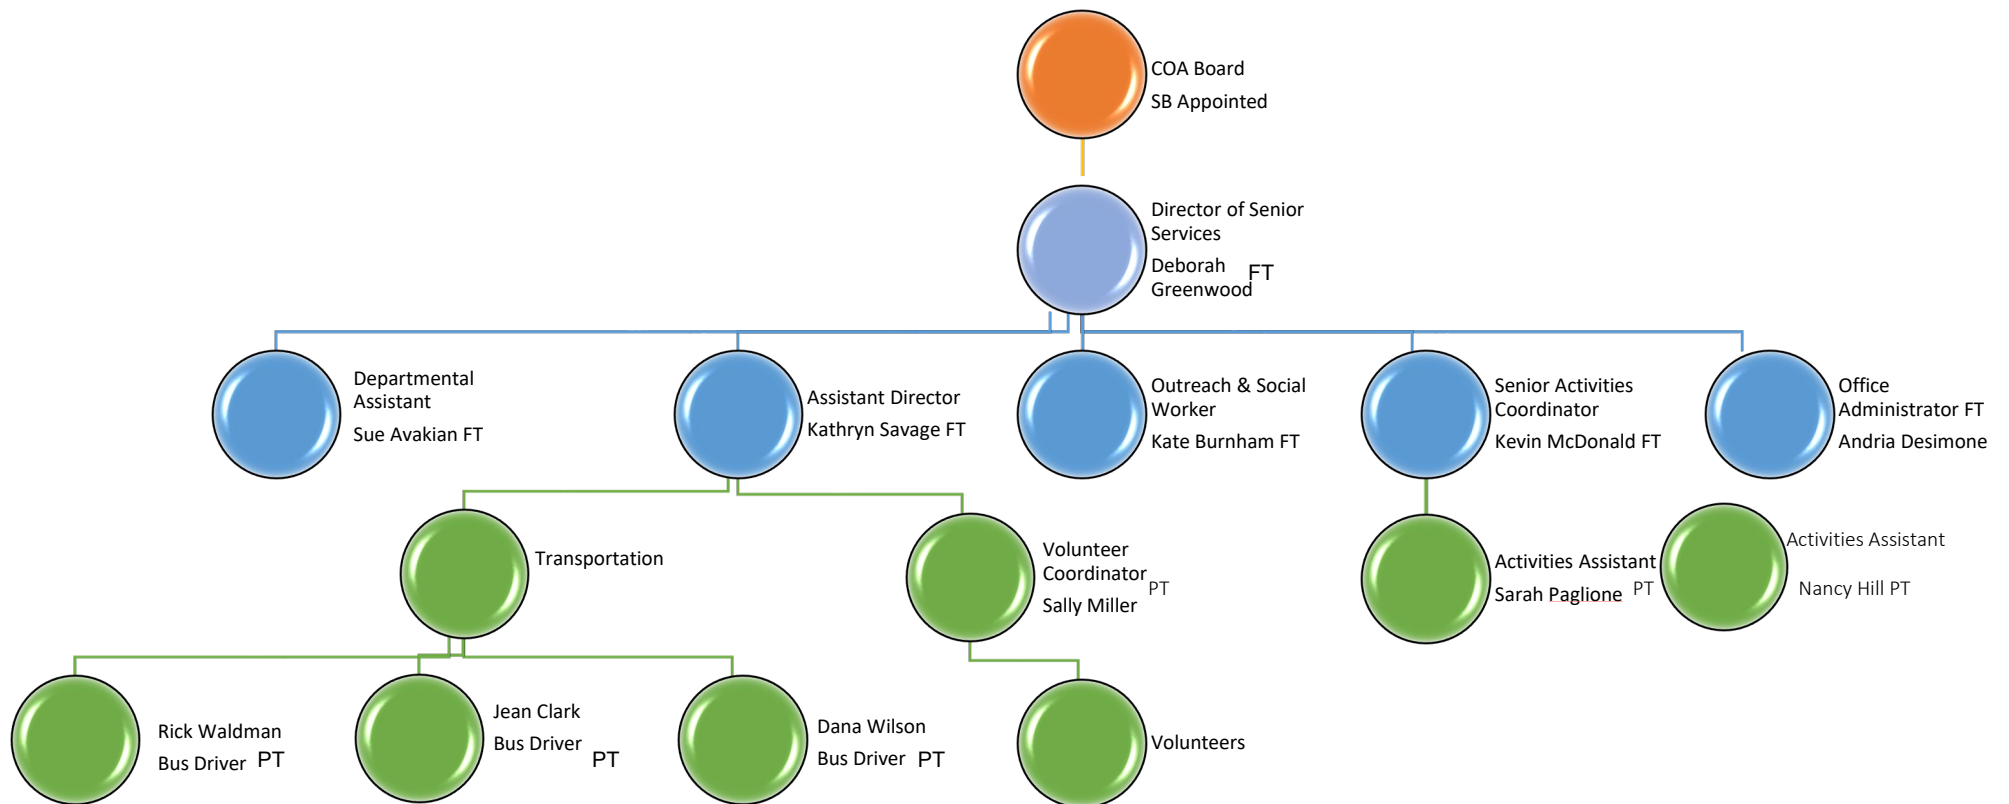 COA Board
SB Appointed
Director of Senior
Services
Deborah
Greenwood FT
Departmental
Assistant
Sue Avakian FT
Assistant Director
Kathryn Savage FT
Outreach & Social
Worker
Kate Burnham FT
Senior Activities
Coordinator
Kevin McDonald FT
Office
Administrator FT
Andria Desimone
Transportation
Volunteer
Coordinator PT
Sally Miller
Activities Assistant
Sarah Paglione PT
Activities Assistant
Nancy Hill PT
Rick Waldman
Bus Driver PT
Jean Clark
Bus Driver PT
Dana Wilson
Bus Driver PT
Volunteers